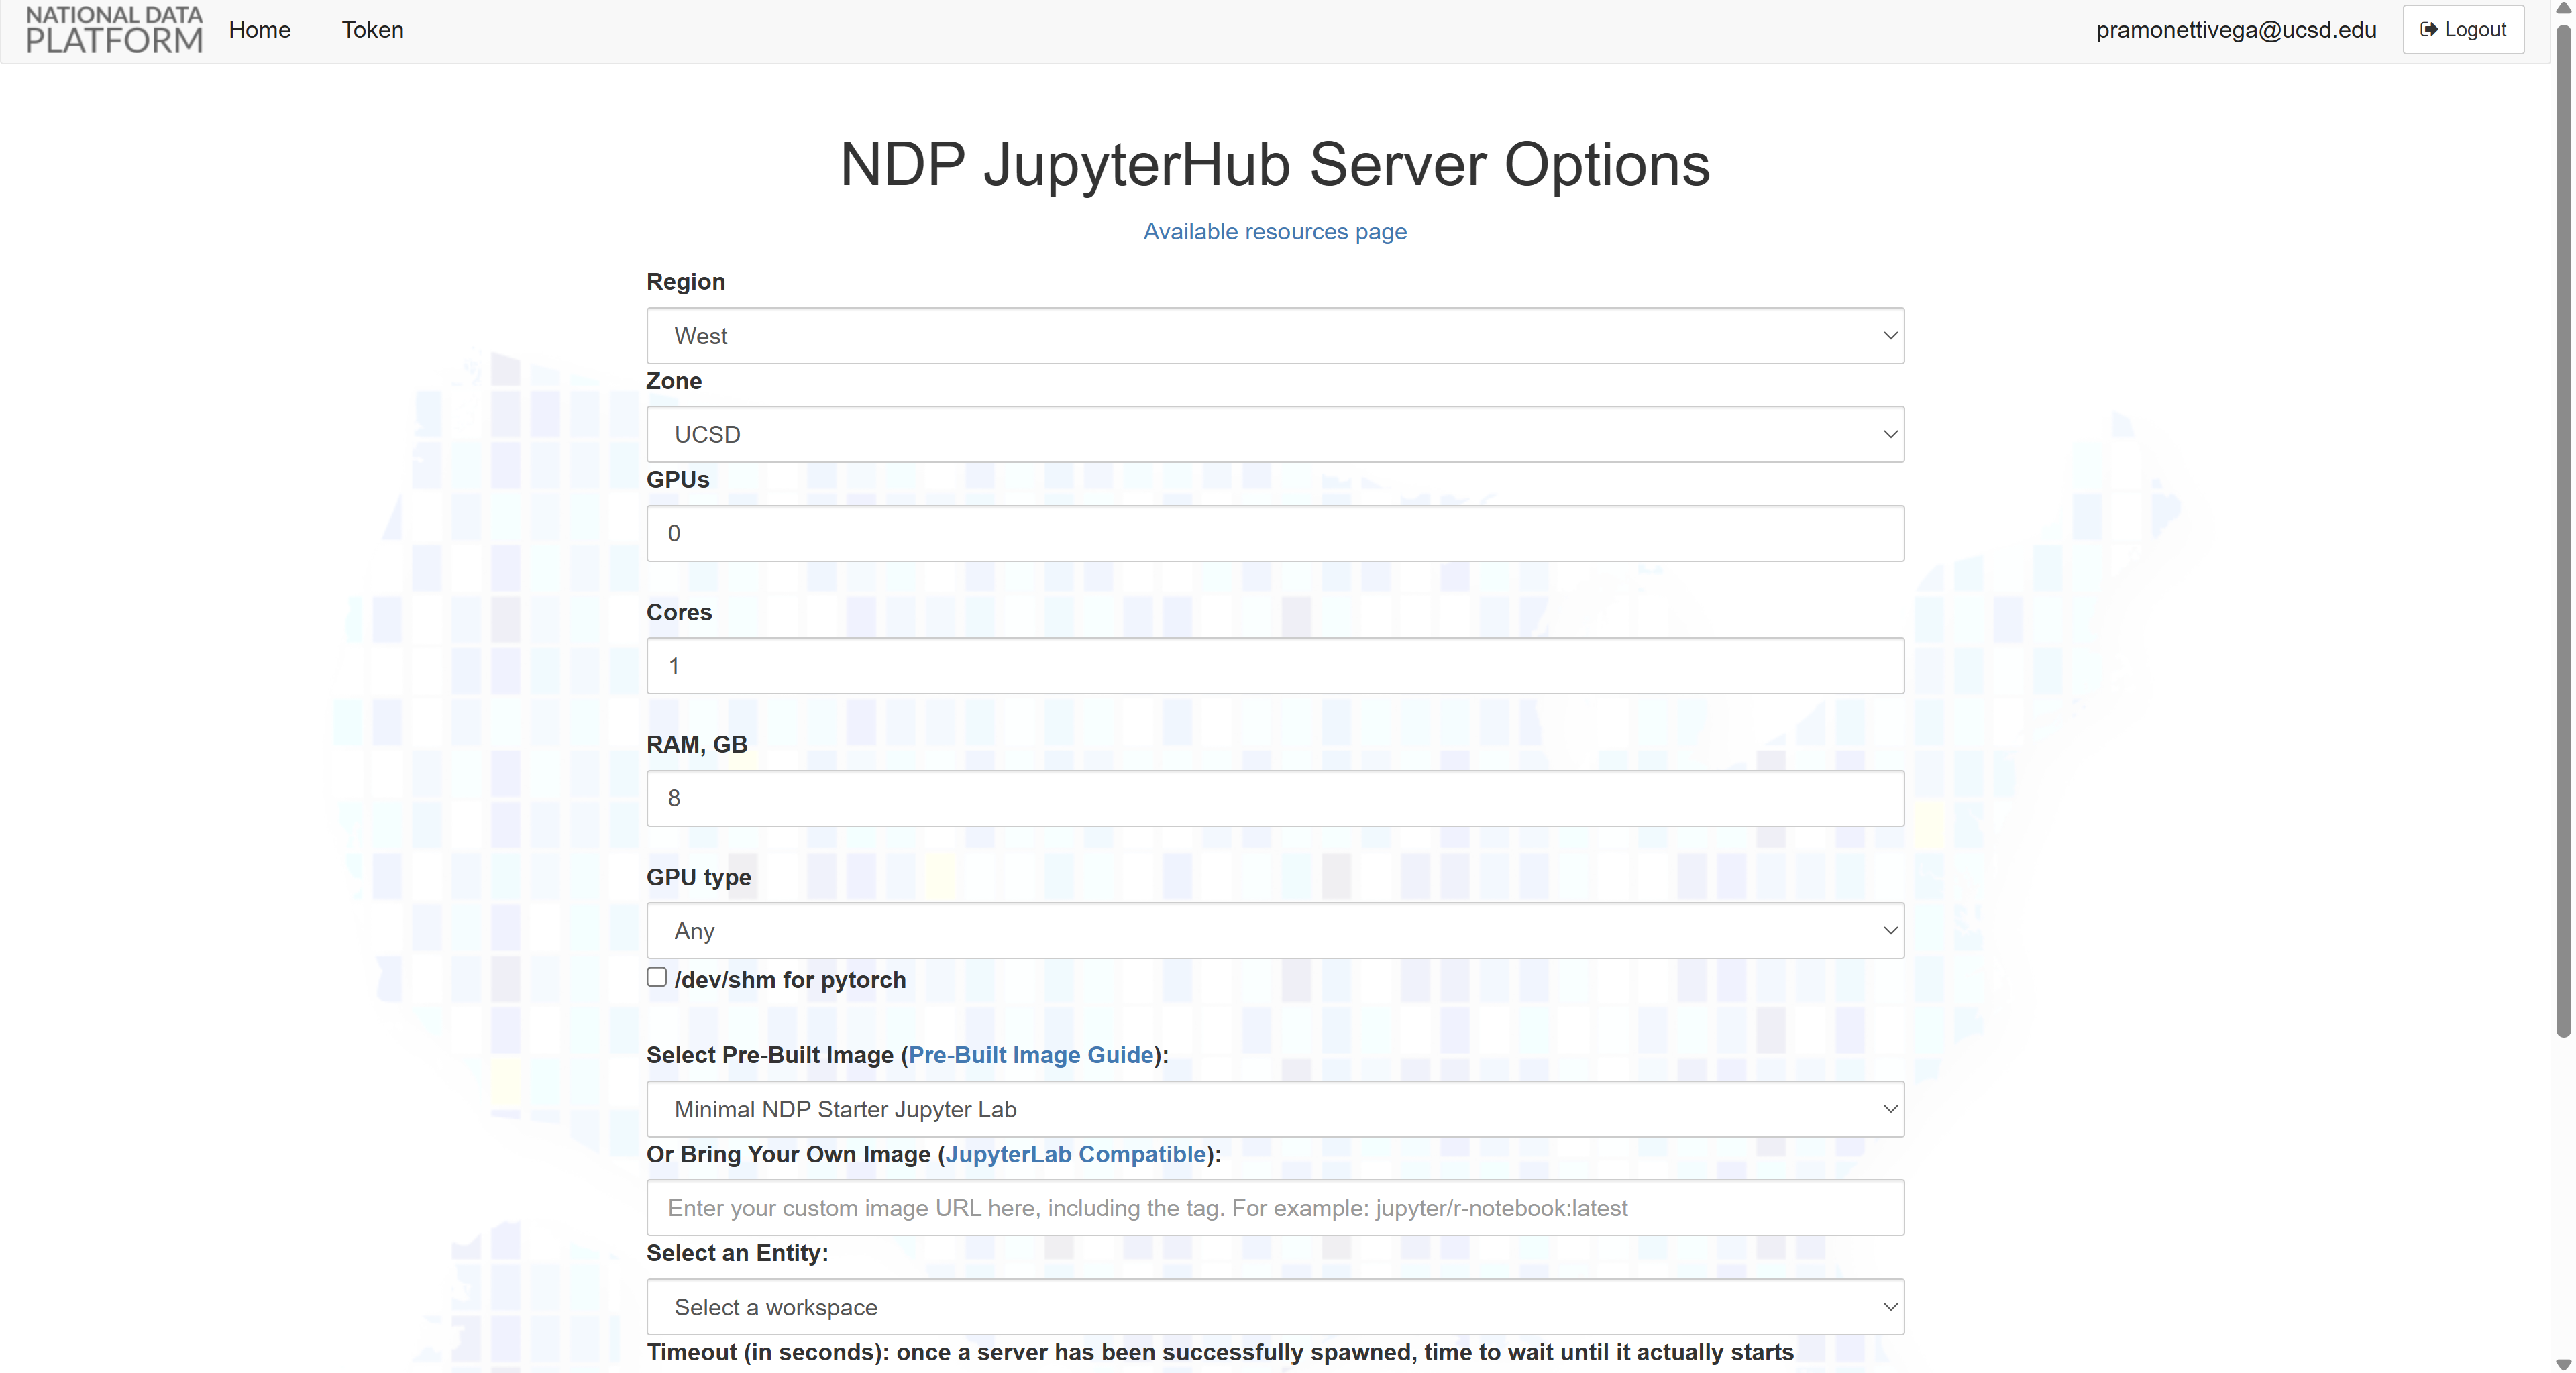 NATIONAL DATA
PLATFORM
Home
Token
pramonettivega@ucsd.edu
Logout
NDP JupyterHub Server Options
Available resources page
Region
West
Zone
UCSD
GPUs
0
Cores
1
RAM, GB
8
GPU type
Any
/dev/shm for pytorch
Select Pre-Built Image (Pre-Built Image Guide):
Minimal NDP Starter Jupyter Lab
Or Bring Your Own Image (JupyterLab Compatible):
Enter your custom image URL here, including the tag. For example: jupyter/r-notebook:latest
Select an Entity:
Select a workspace
Timeout (in seconds): once a server has been successfully spawned, time to wait until it actually starts